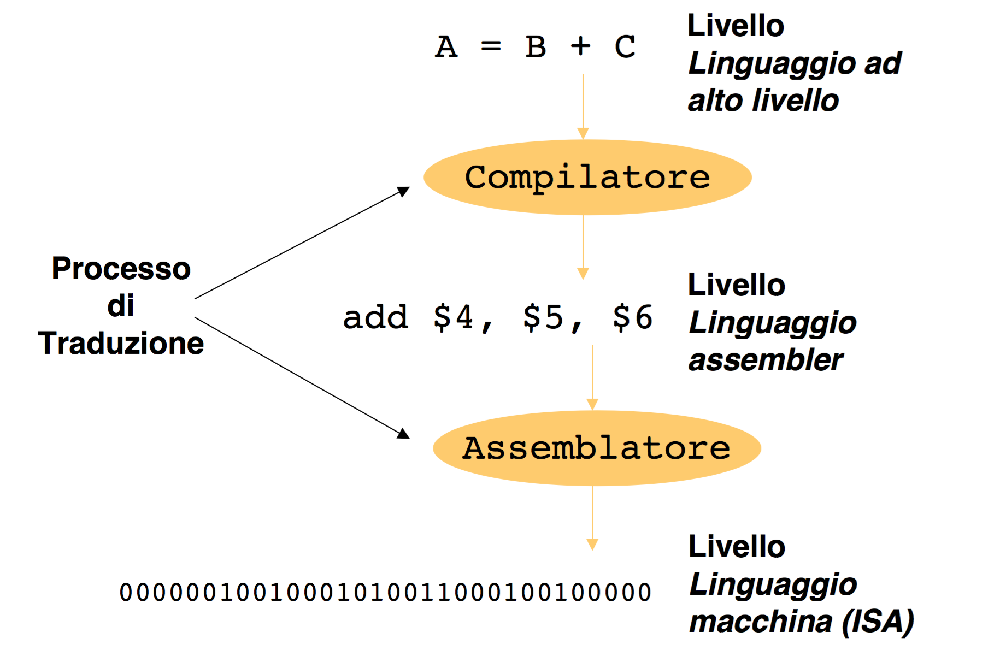 A = B + C
Livello
Linguaggio ad
alto livello
Compilatore
Processo
di
Traduzione
add $4, $5, $6
Livello
Linguaggio
assembler
Assemblatore
00000010010001010011000100100000
Livello
Linguaggio
macchina (ISA)